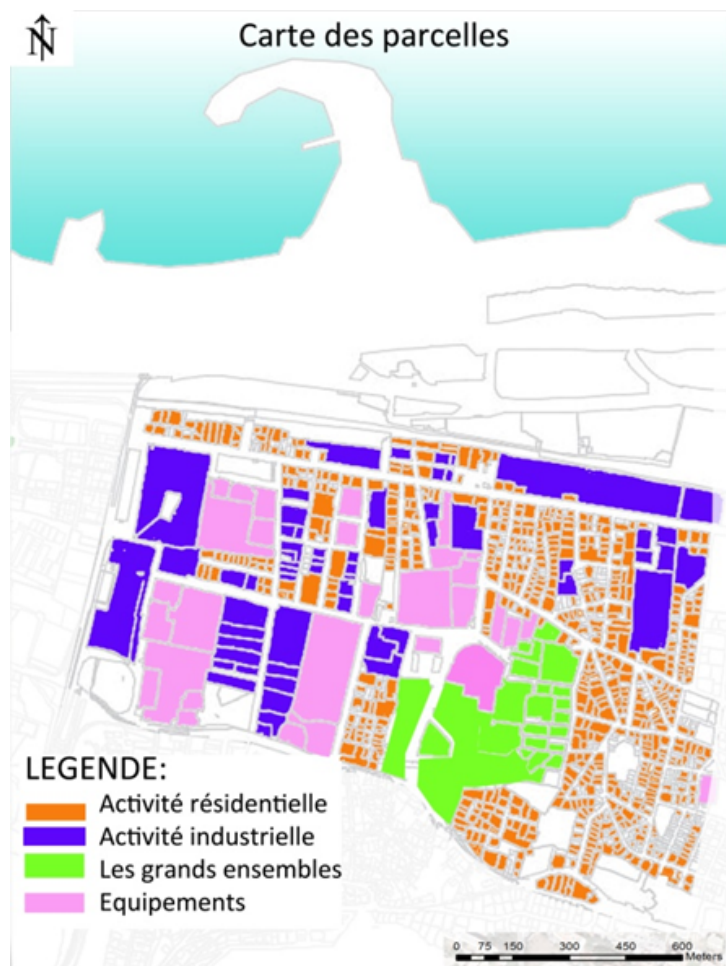 N
Carte des parcelles
LEGENDE:
Activité résidentielle
Activité industrielle
Les grands ensembles
Equipements
0 75 150 300 450 600
Meters